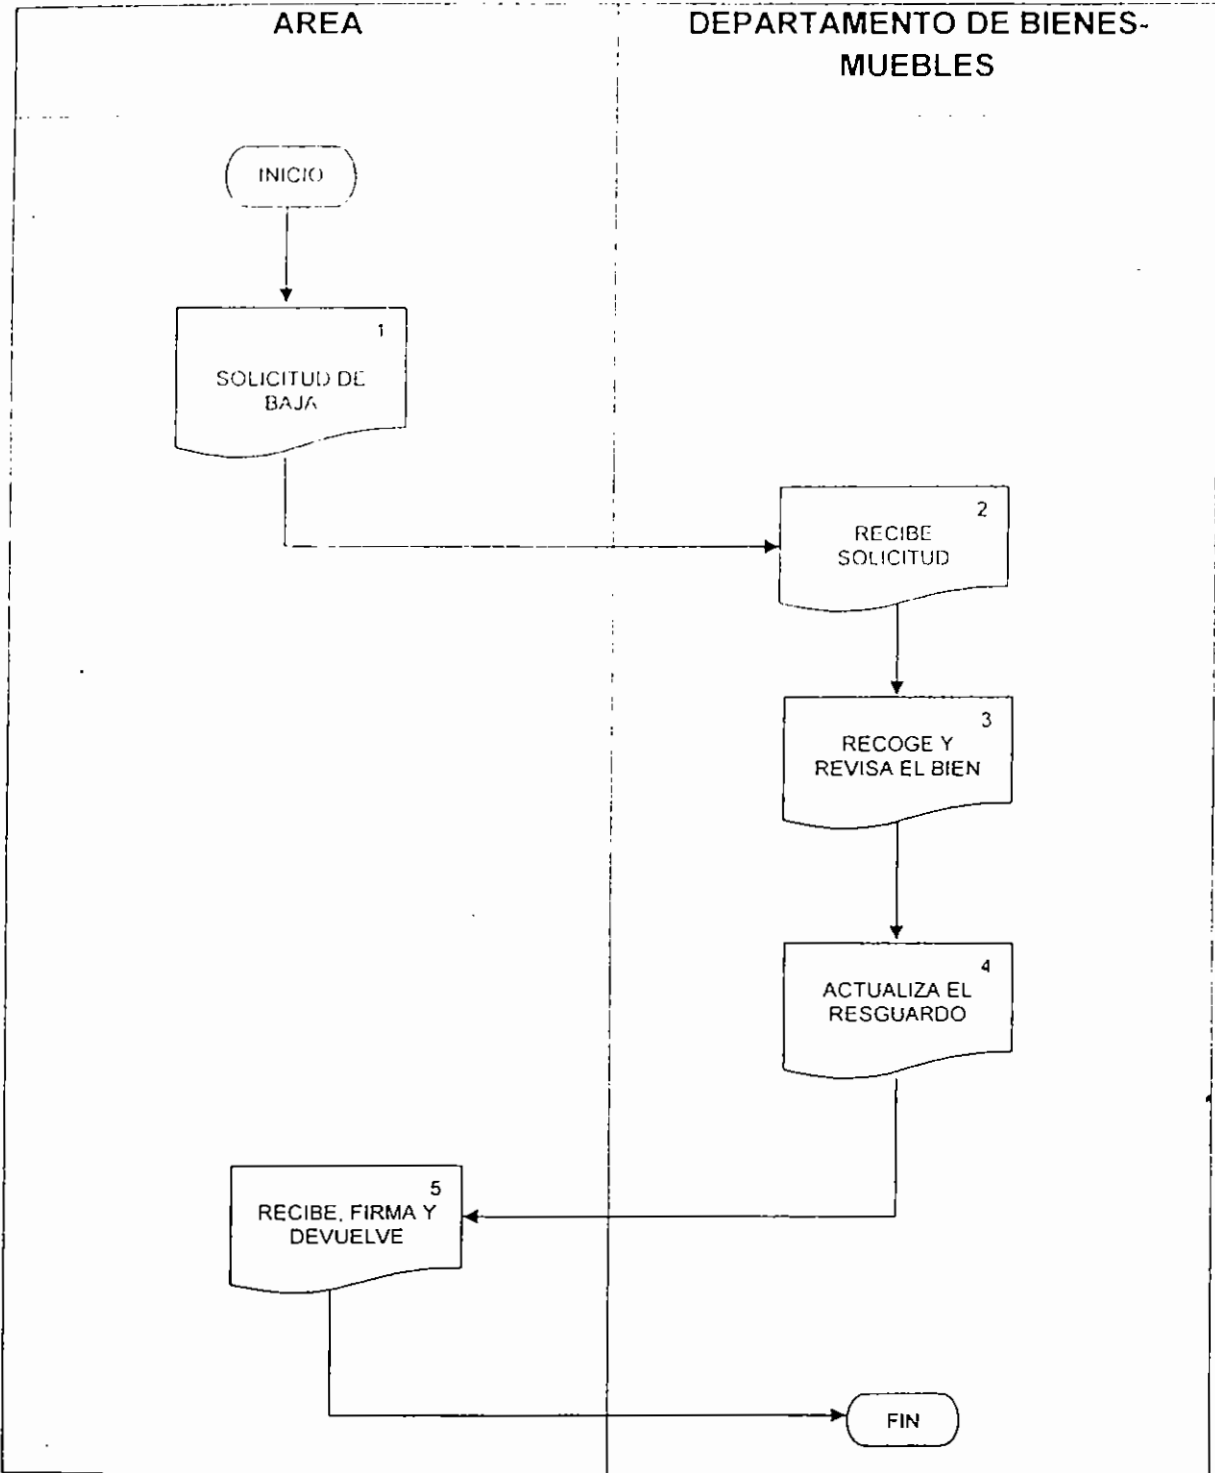 AREA
DEPARTAMENTO DE BIENES-
MUEBLES
INICIO
1
SOLICITUD DE
BAJA
2
RECIBE
SOLICITUD
3
RECOGE Y
REVISA EL BIEN
4
ACTUALIZA EL
RESGUARDO
5
RECIBE, FIRMA Y
DEVUELVE
FIN